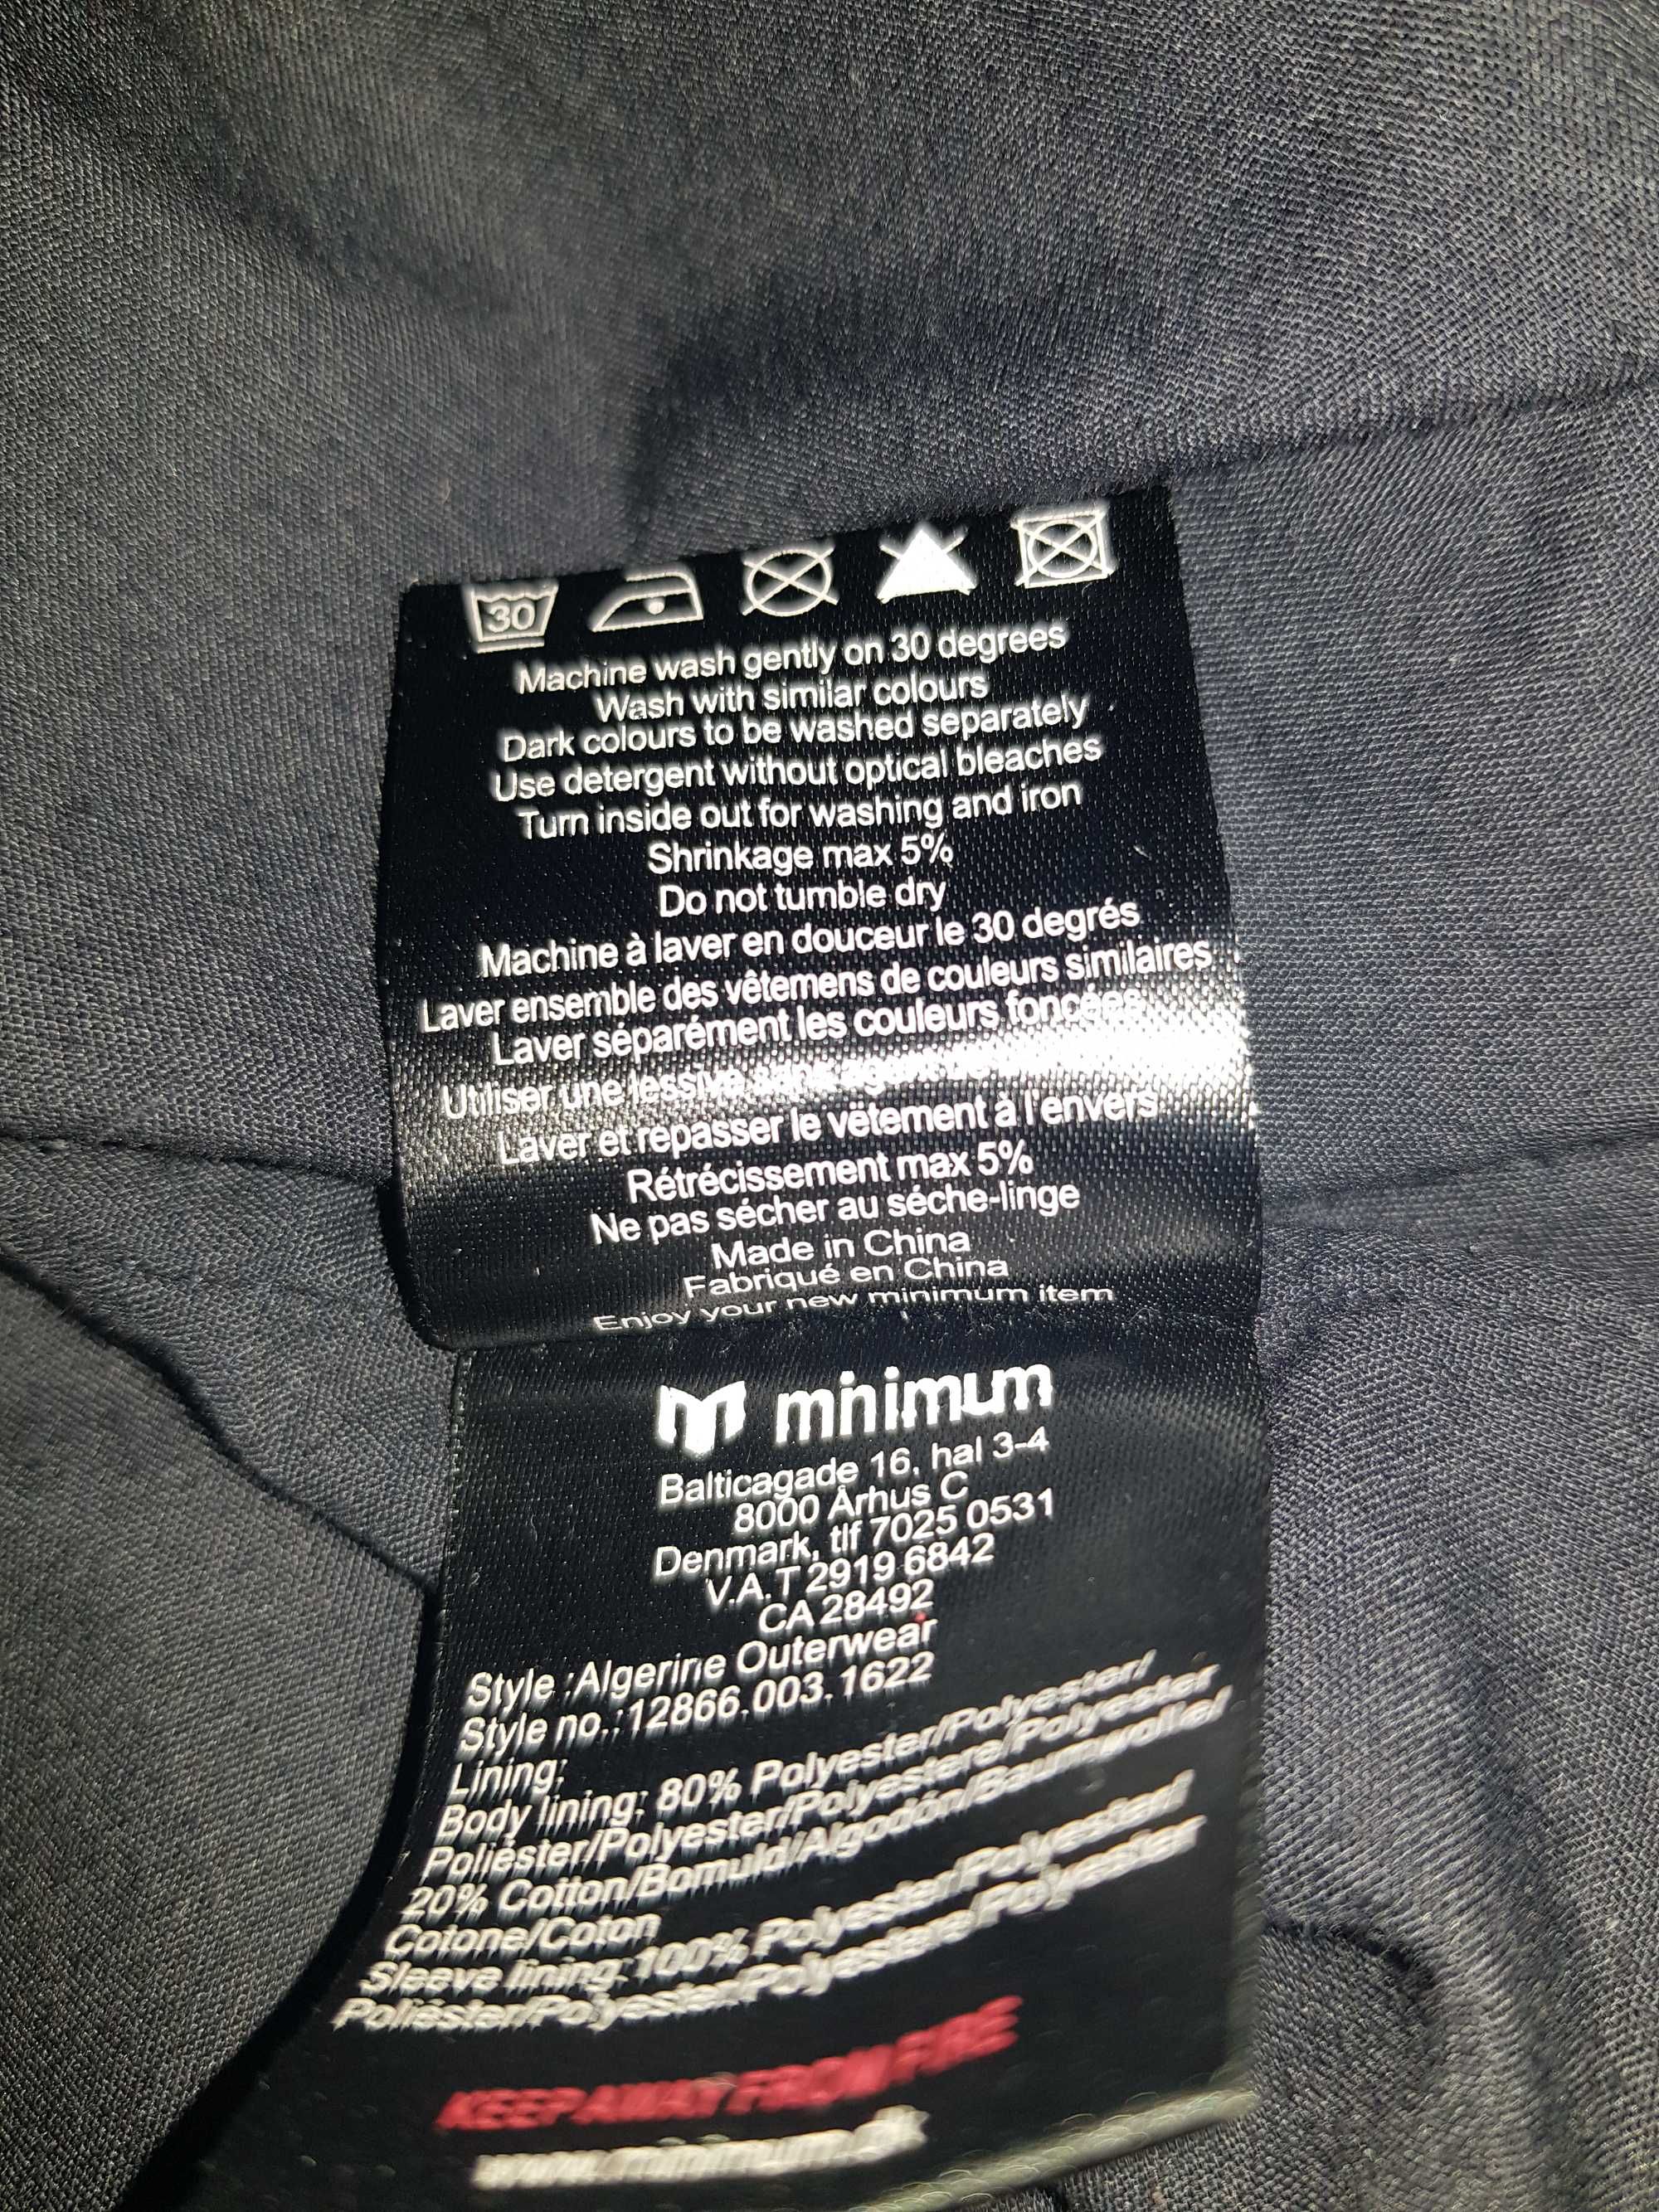 30
Machine wash gently on 30 degrees
Wash with similar colours
Dark colours to be washed separately
Use detergent without optical bleaches
Turn inside out for washing and iron
Shrinkage max 5%
Do not tumble dry
Machine à laver en douceur le 30 degrés
Laver ensemble des vêtemens de couleurs similaires
Laver séparément les couleurs foncées
Utiliser une lessive sans
Laver et repasser le vêtement à l'envers
Rétrécissement max 5%
Ne pas sécher au séche-linge
Made in China
Fabriqué en China
Enjoy your new minimum item
minimum
Balticagade 16, hal 3-4
8000 Århus C
Denmark, tlf 7025 0531
V.A.T 2919 6842
CA 28492
Style :Algerine Outerwear
Style no.:12866.003.1622
Lining:
Body lining: 80% Polyester/Polyester/
Poliéster/Polyester/Polyestere/Polyester
20% Cotton/Bomuld/Algodón/Baumwolle/
Cotone/Coton
Sleeve lining:100% Polyester/Polyester/
Poliéster/Polyester/Polyestere/Polyester
KEEP AWAY FROM FIRE
www.minimum.dk